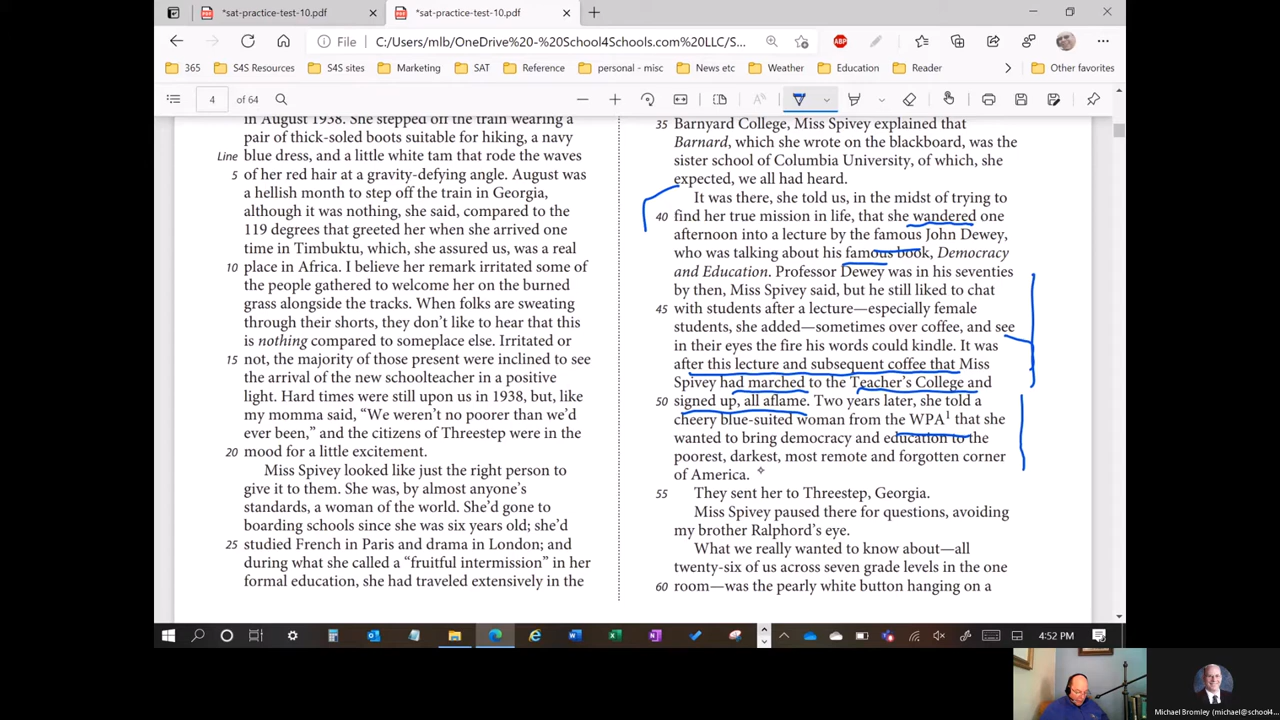 *sat-practice-test-10.pdf
*sat-practice-test-10.pdf
File C:/Users/mlb/OneDrive%20-%20School4Schools.com%20LLC/S...
365 S4S Resources S4S sites Marketing SAT Reference personal - misc News etc Weather Education Reader Other favorites
4 of 64
in August 1938. She stepped off the train wearing a
pair of thick-soled boots suitable for hiking, a navy
Line blue dress, and a little white tam that rode the waves
5 of her red hair at a gravity-defying angle. August was
a hellish month to step off the train in Georgia,
although it was nothing, she said, compared to the
119 degrees that greeted her when she arrived one
time in Timbuktu, which, she assured us, was a real
10 place in Africa. I believe her remark irritated some of
the people gathered to welcome her on the burned
grass alongside the tracks. When folks are sweating
through their shorts, they don't like to hear that this
is nothing compared to someplace else. Irritated or
15 not, the majority of those present were inclined to see
the arrival of the new schoolteacher in a positive
light. Hard times were still upon us in 1938, but, like
my momma said, "We weren't no poorer than we'd
ever been," and the citizens of Threestep were in the
20 mood for a little excitement.
Miss Spivey looked like just the right person to
give it to them. She was, by almost anyone's
standards, a woman of the world. She'd gone to
boarding schools since she was six years old; she'd
25 studied French in Paris and drama in London; and
during what she called a "fruitful intermission" in her
formal education, she had traveled extensively in the
35 Barnyard College, Miss Spivey explained that
Barnard, which she wrote on the blackboard, was the
sister school of Columbia University, of which, she
expected, we all had heard.
It was there, she told us, in the midst of trying to
40 find her true mission in life, that she wandered one
afternoon into a lecture by the famous John Dewey,
who was talking about his famous book, Democracy
and Education. Professor Dewey was in his seventies
by then, Miss Spivey said, but he still liked to chat
45 with students after a lecture—especially female
students, she added—sometimes over coffee, and see
in their eyes the fire his words could kindle. It was
after this lecture and subsequent coffee that Miss
Spivey had marched to the Teacher's College and
50 signed up, all aflame. Two years later, she told a
cheery blue-suited woman from the WPA1 that she
wanted to bring democracy and education to the
poorest, darkest, most remote and forgotten corner
of America.
55 They sent her to Threestep, Georgia.
Miss Spivey paused there for questions, avoiding
my brother Ralphord's eye.
What we really wanted to know about—all
twenty-six of us across seven grade levels in the one
60 room—was the pearly white button hanging on a
4:52 PM
Michael Bromley (michael@school4...